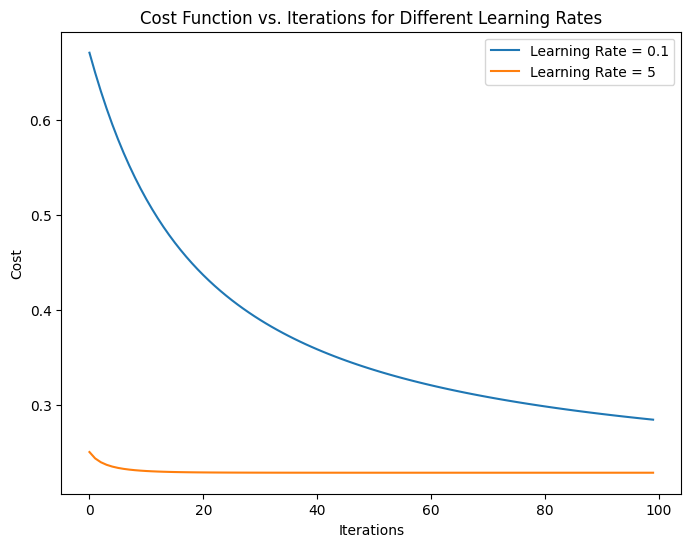 Cost Function vs. Iterations for Different Learning Rates
Learning Rate = 0.1
Learning Rate = 5
0.6
0.5
0.4
0.3
Cost
0 20 40 60 80 100
Iterations